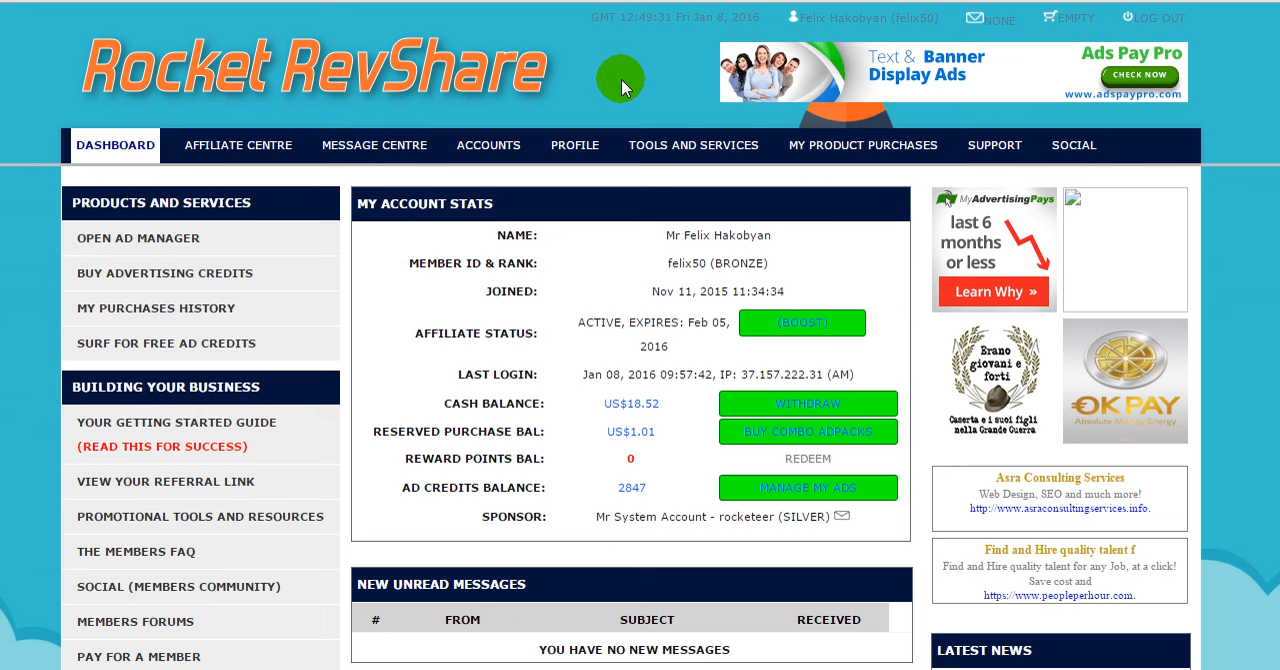 GMT 12:49:31 Fri Jan 8, 2016
Felix Hakobyan (felix50)
NONE
EMPTY
LOG OUT
Rocket RevShare
Text & Banner
Display Ads
Ads Pay Pro
CHECK NOW
www.adspaypro.com
DASHBOARD
AFFILIATE CENTRE
MESSAGE CENTRE
ACCOUNTS
PROFILE
TOOLS AND SERVICES
MY PRODUCT PURCHASES
SUPPORT
SOCIAL
PRODUCTS AND SERVICES
OPEN AD MANAGER
BUY ADVERTISING CREDITS
MY PURCHASES HISTORY
SURF FOR FREE AD CREDITS
BUILDING YOUR BUSINESS
YOUR GETTING STARTED GUIDE
(READ THIS FOR SUCCESS)
VIEW YOUR REFERRAL LINK
PROMOTIONAL TOOLS AND RESOURCES
THE MEMBERS FAQ
SOCIAL (MEMBERS COMMUNITY)
MEMBERS FORUMS
PAY FOR A MEMBER
MY ACCOUNT STATS
NAME: Mr Felix Hakobyan
MEMBER ID & RANK: felix50 (BRONZE)
JOINED: Nov 11, 2015 11:34:34
AFFILIATE STATUS: ACTIVE, EXPIRES: Feb 05, 2016 (BOOST)
LAST LOGIN: Jan 08, 2016 09:57:42, IP: 37.157.222.31 (AM)
CASH BALANCE: US$18.52 WITHDRAW
RESERVED PURCHASE BAL: US$1.01 BUY COMBO ADPACKS
REWARD POINTS BAL: 0 REDEEM
AD CREDITS BALANCE: 2847 MANAGE MY ADS
SPONSOR: Mr System Account - rocketeer (SILVER)
NEW UNREAD MESSAGES
# FROM SUBJECT RECEIVED
YOU HAVE NO NEW MESSAGES
MyAdvertisingPays
last 6
months
or less
Learn Why »
Erano
giovani e
forti
Caserta e i suoi figli
nella Grande Guerra
OKPAY
Absolute Money Energy
Asra Consulting Services
Web Design, SEO and much more!
http://www.asraconsultingservices.info.
Find and Hire quality talent f
Find and Hire quality talent for any Job, at a click!
Save cost and
https://www.peopleperhour.com.
LATEST NEWS